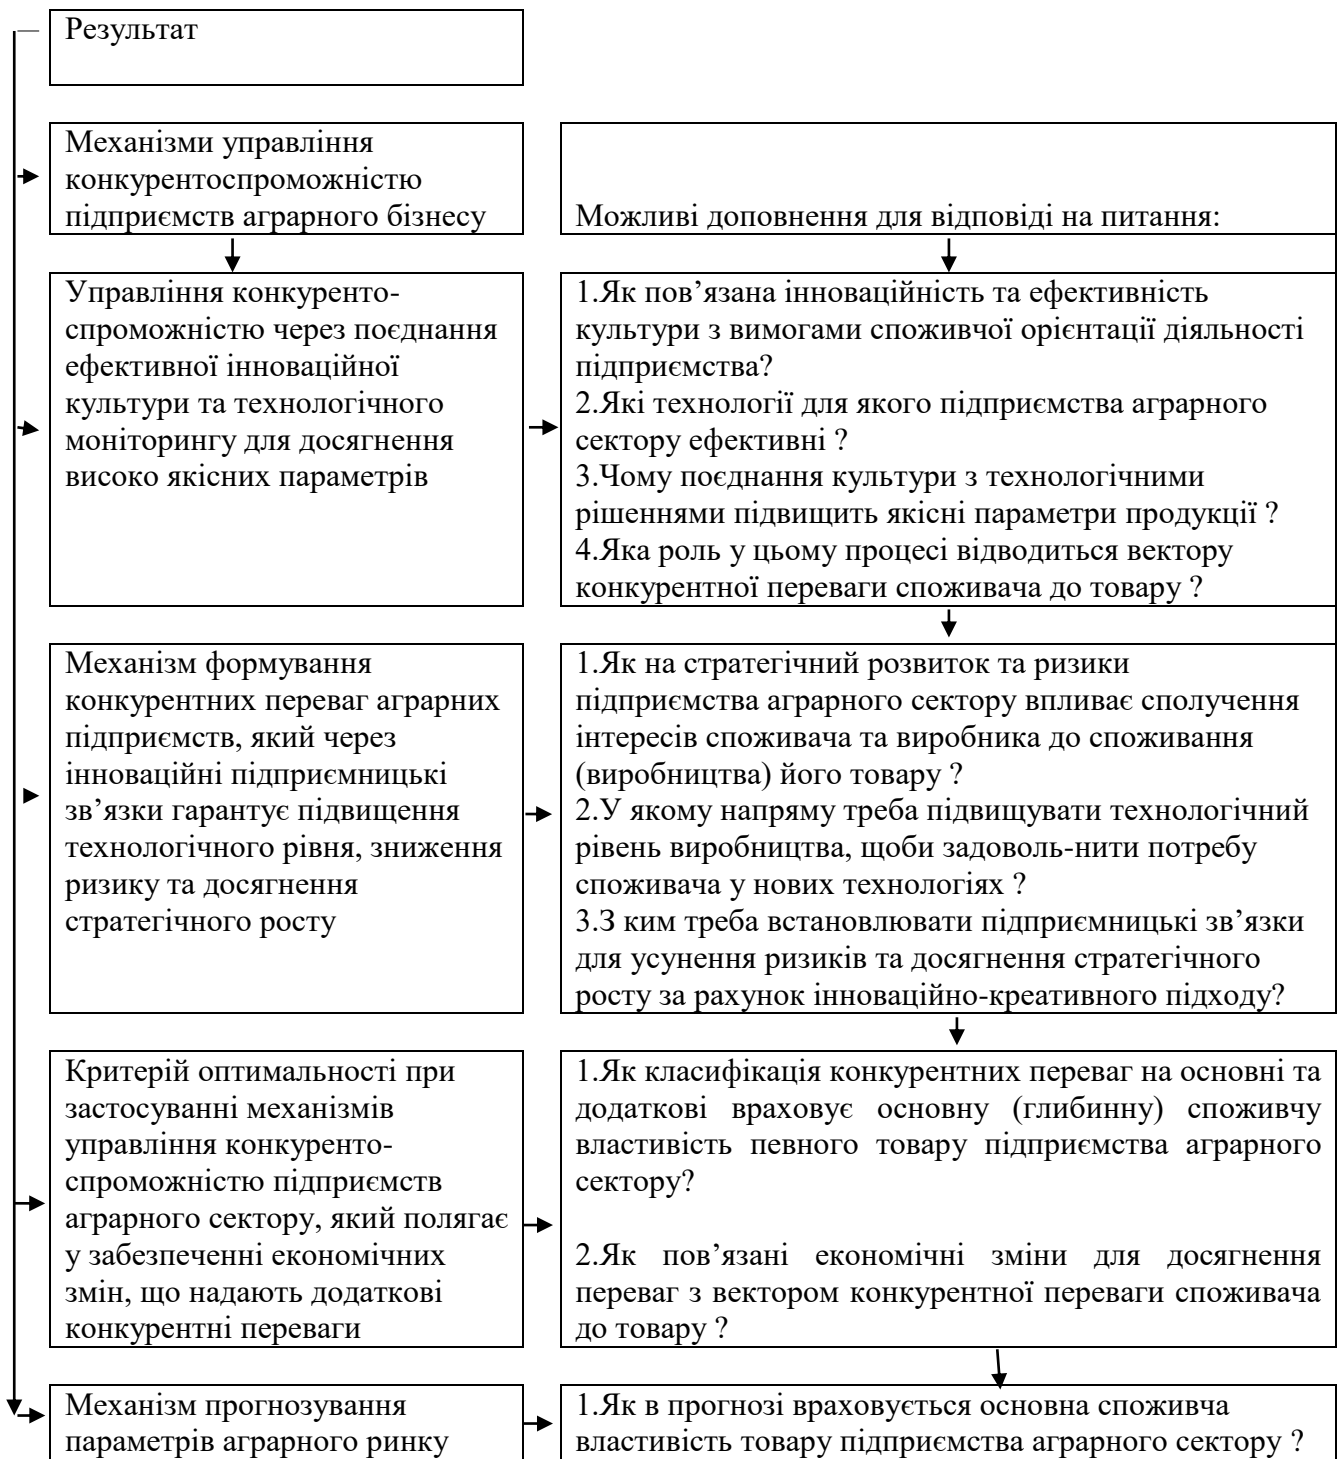 Результат
Механізми управління
конкурентоспроможністю
підприємств аграрного бізнесу
Можливі доповнення для відповіді на питання:
Управління конкуренто-
спроможністю через поєднання
ефективної інноваційної
культури та технологічного
моніторингу для досягнення
високо якісних параметрів
1.Як пов’язана інноваційність та ефективність
культури з вимогами споживчої орієнтації діяльності
підприємства?
2.Які технології для якого підприємства аграрного
сектору ефективні ?
3.Чому поєднання культури з технологічними
рішеннями підвищить якісні параметри продукції ?
4.Яка роль у цьому процесі відводиться вектору
конкурентної переваги споживача до товару ?
Механізм формування
конкурентних переваг аграрних
підприємств, який через
інноваційні підприємницькі
зв’язки гарантує підвищення
технологічного рівня, зниження
ризику та досягнення
стратегічного росту
1.Як на стратегічний розвиток та ризики
підприємства аграрного сектору впливає сполучення
інтересів споживача та виробника до споживання
(виробництва) його товару ?
2.У якому напряму треба підвищувати технологічний
рівень виробництва, щоби задоволь-нити потребу
споживача у нових технологіях ?
3.З ким треба встановлювати підприємницькі зв’язки
для усунення ризиків та досягнення стратегічного
росту за рахунок інноваційно-креативного підходу?
Критерій оптимальності при
застосуванні механізмів
управління конкуренто-
спроможністю підприємств
аграрного сектору, який полягає
у забезпеченні економічних
змін, що надають додаткові
конкурентні переваги
1.Як класифікація конкурентних переваг на основні та
додаткові враховує основну (глибинну) споживчу
властивість певного товару підприємства аграрного
сектору?
2.Як пов’язані економічні зміни для досягнення
переваг з вектором конкурентної переваги споживача
до товару ?
Механізм прогнозування
параметрів аграрного ринку
1.Як в прогнозі враховується основна споживча
властивість товару підприємства аграрного сектору ?